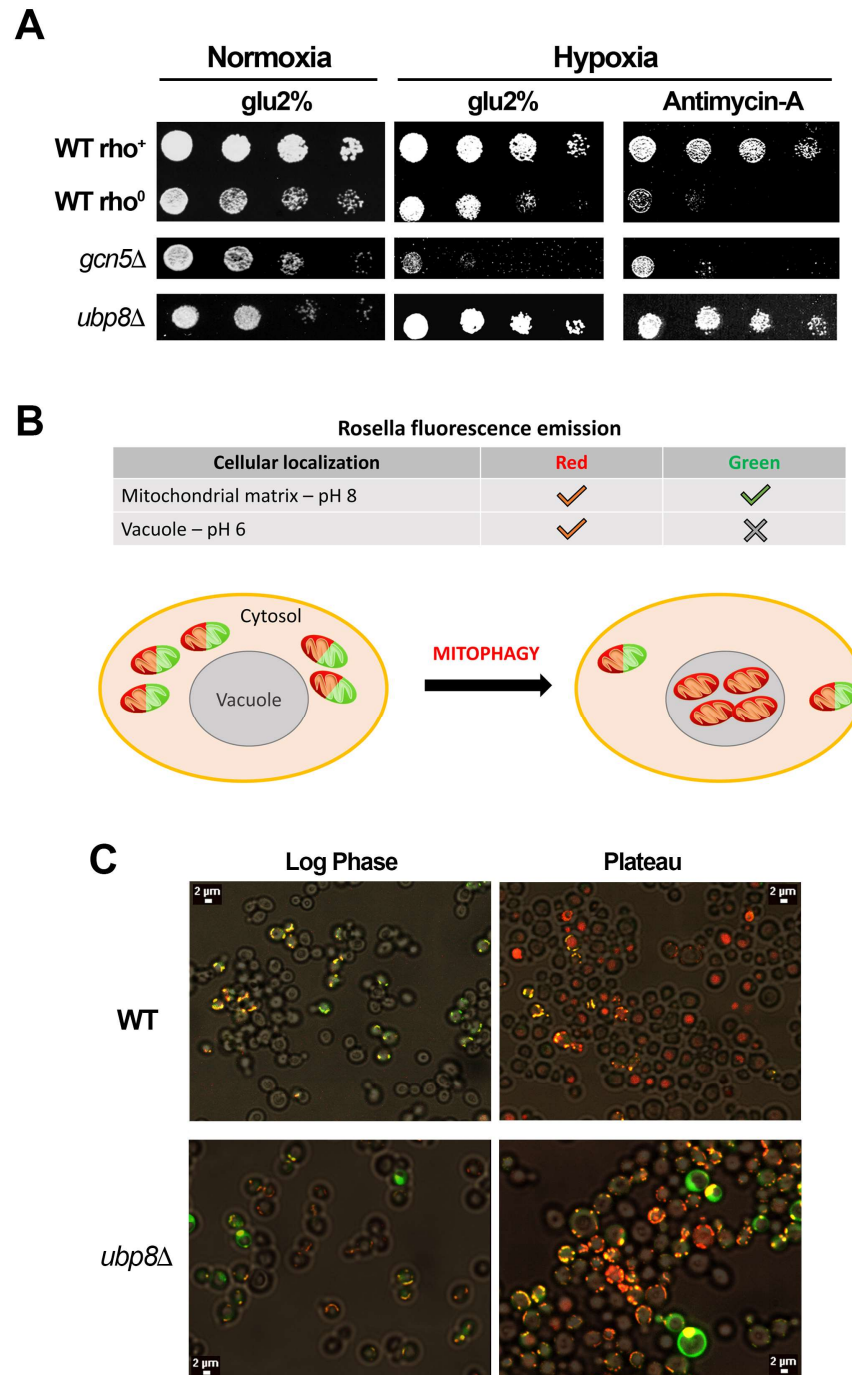 A
Normoxia Hypoxia
glu2% glu2% Antimycin-A
WT rho⁺
WT rho⁰
gcn5Δ
ubp8Δ
B
Rosella fluorescence emission
Cellular localization Red Green
Mitochondrial matrix – pH 8
Vacuole – pH 6
Cytosol
MITOPHAGY
Vacuole
C
Log Phase Plateau
2 µm 2 µm
WT
ubp8Δ
2 µm 2 µm